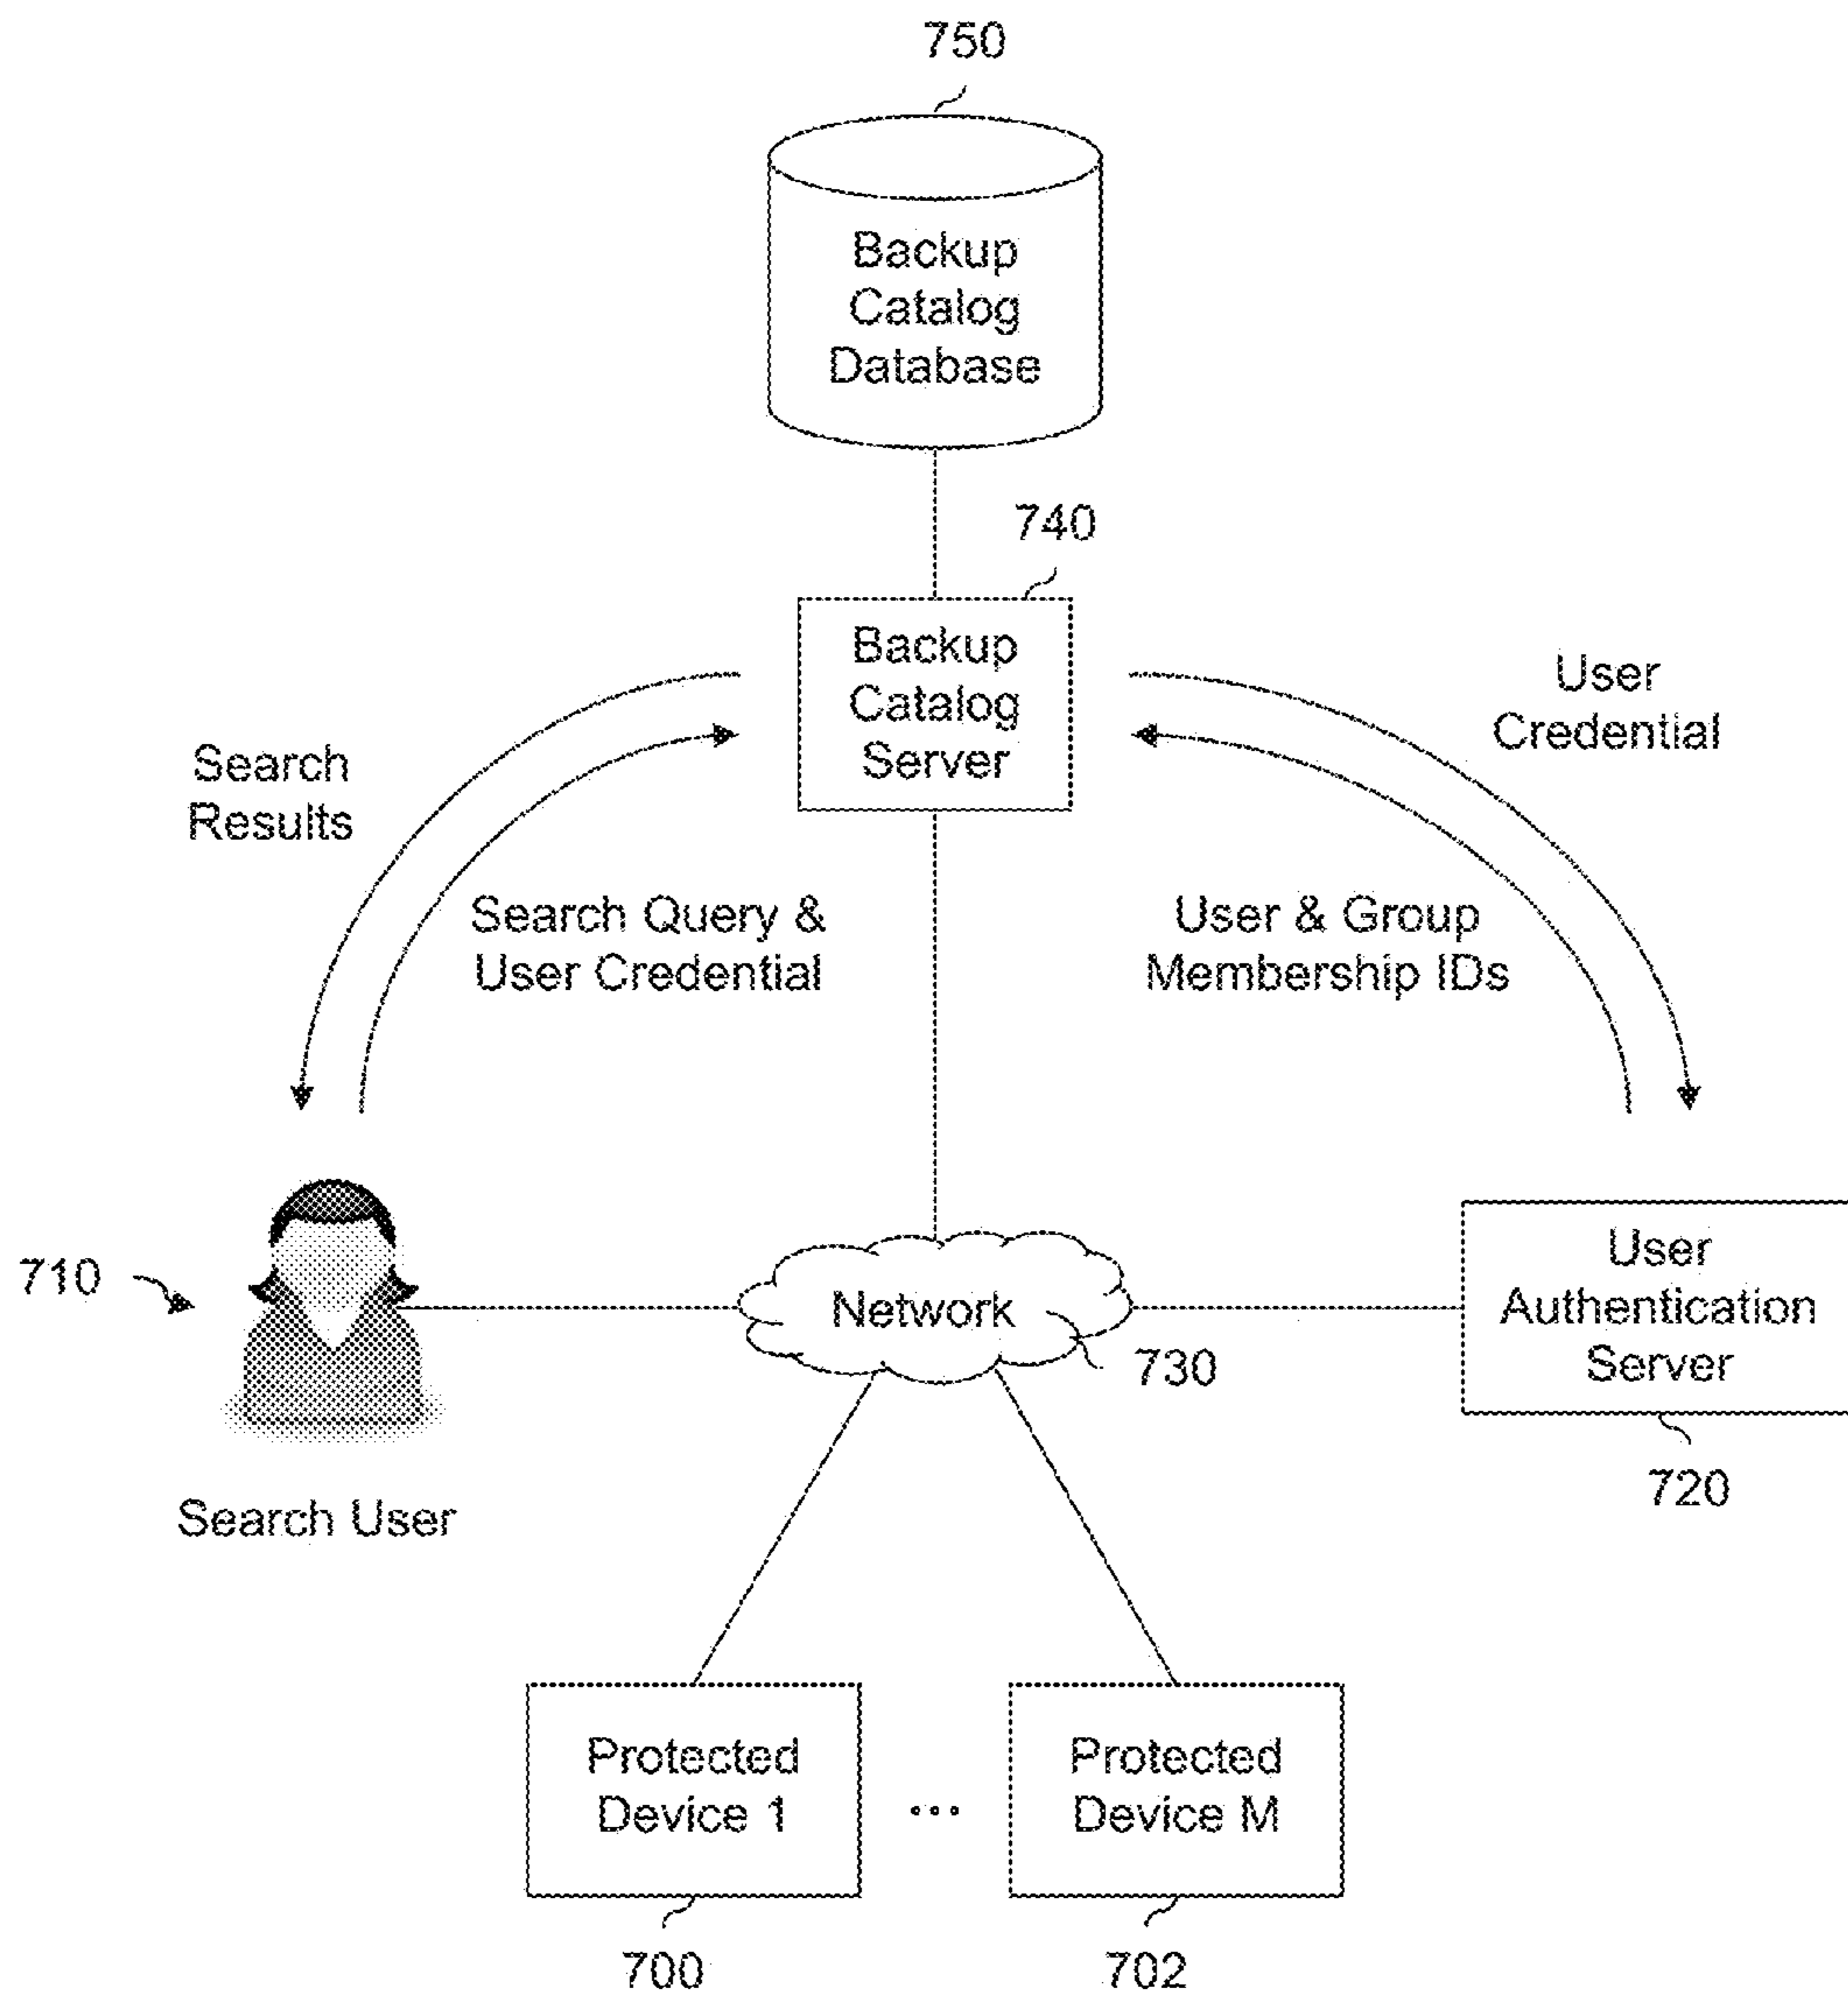 750
Backup
Catalog
Database
740
Backup
Catalog
Server
User
Credential
Search
Results
Search Query &
User Credential
User & Group
Membership IDs
710
Network
730
User
Authentication
Server
720
Search User
Protected
Device 1
...
Protected
Device M
700
702